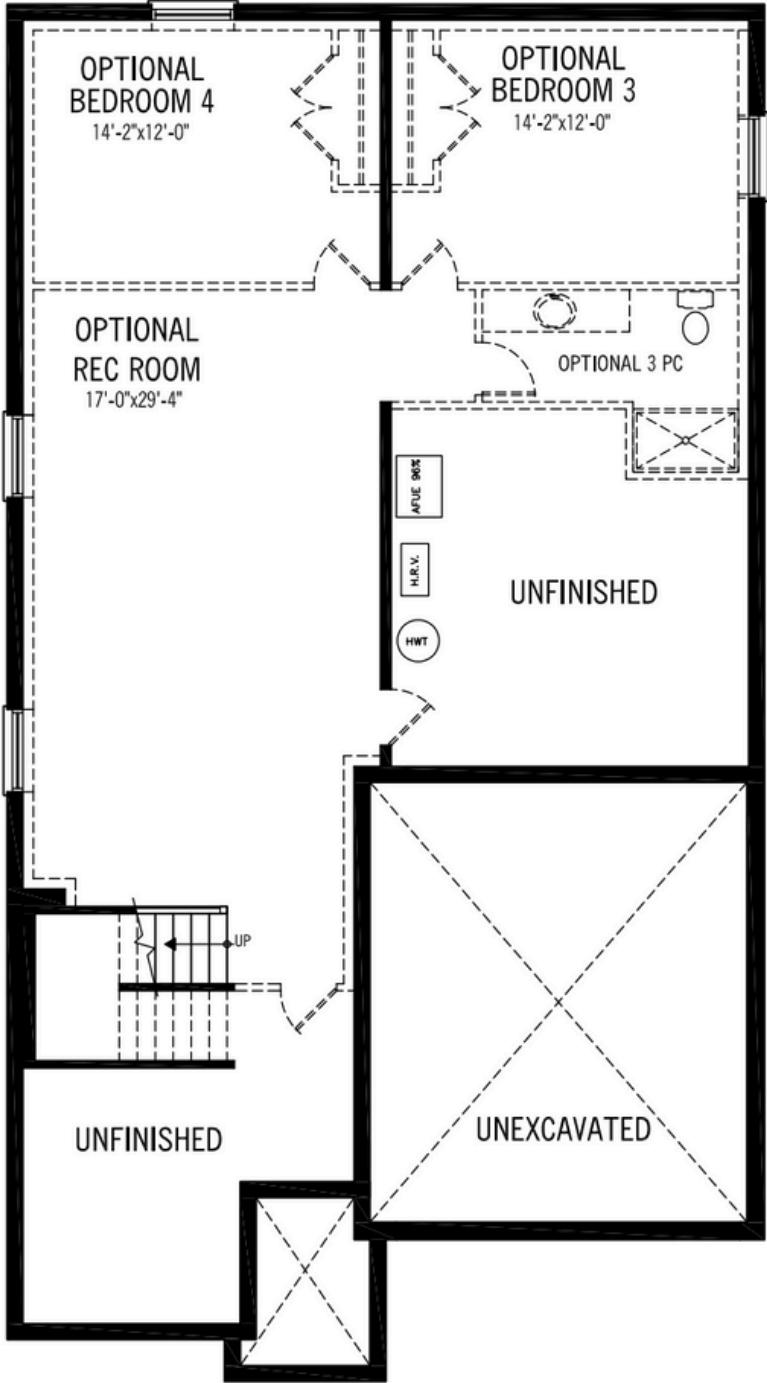 OPTIONAL
BEDROOM 4
14'-2"x12'-0"
OPTIONAL
BEDROOM 3
14'-2"x12'-0"
OPTIONAL
REC ROOM
17'-0"x29'-4"
OPTIONAL 3 PC
AFUE 96%
H.R.V.
HWT
UNFINISHED
UP
UNFINISHED
UNEXCAVATED